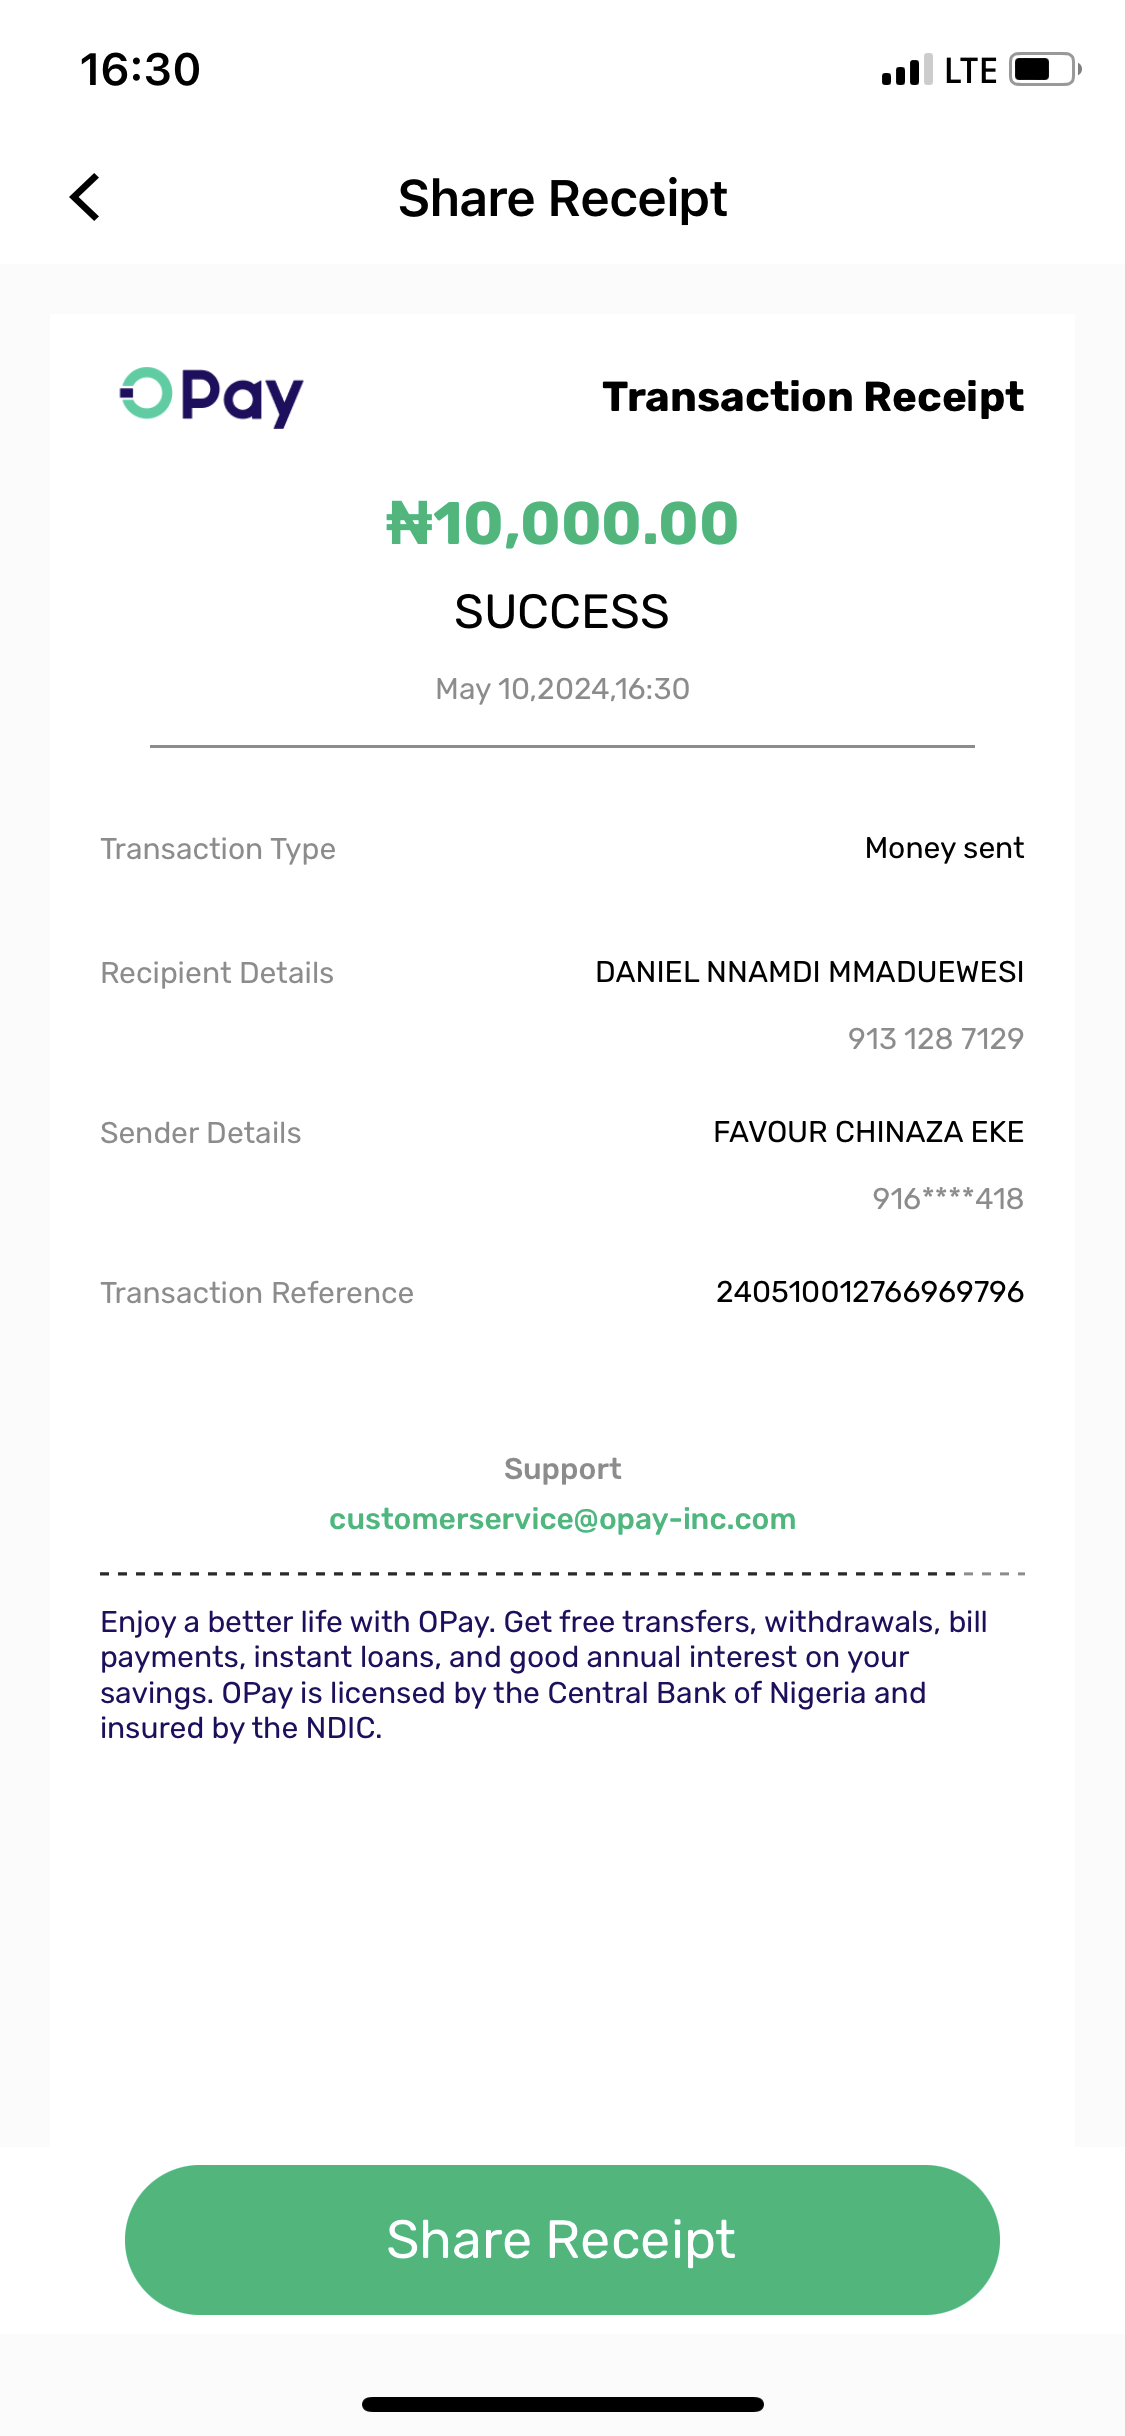 16:30
LTE
Share Receipt
OPay
Transaction Receipt
₦10,000.00
SUCCESS
May 10,2024,16:30
Transaction Type
Money sent
Recipient Details
DANIEL NNAMDI MMADUEWESI
913 128 7129
Sender Details
FAVOUR CHINAZA EKE
916****418
Transaction Reference
240510012766969796
Support
customerservice@opay-inc.com
Enjoy a better life with OPay. Get free transfers, withdrawals, bill
payments, instant loans, and good annual interest on your
savings. OPay is licensed by the Central Bank of Nigeria and
insured by the NDIC.
Share Receipt